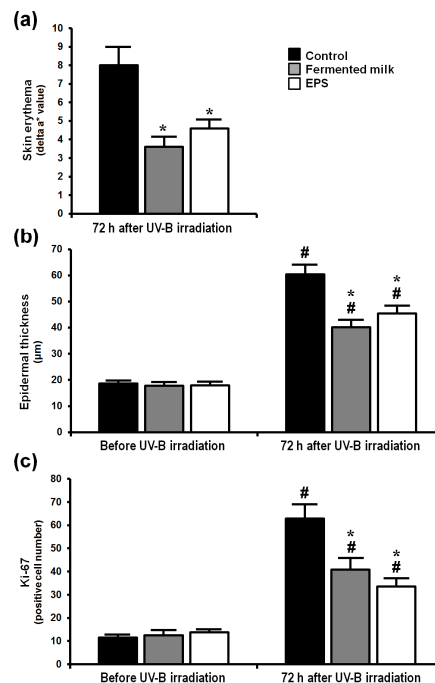 (a)
Skin erythema
(delta a* value)
10
9
8
7
6
5
4
3
2
1
0
*
*
72 h after UV-B irradiation
Control
Fermented milk
EPS
(b)
Epidermal thickness
(µm)
70
60
50
40
30
20
10
0
#
*
#
*
#
Before UV-B irradiation
72 h after UV-B irradiation
(c)
Ki-67
(positive cell number)
80
70
60
50
40
30
20
10
0
#
*
#
*
#
Before UV-B irradiation
72 h after UV-B irradiation